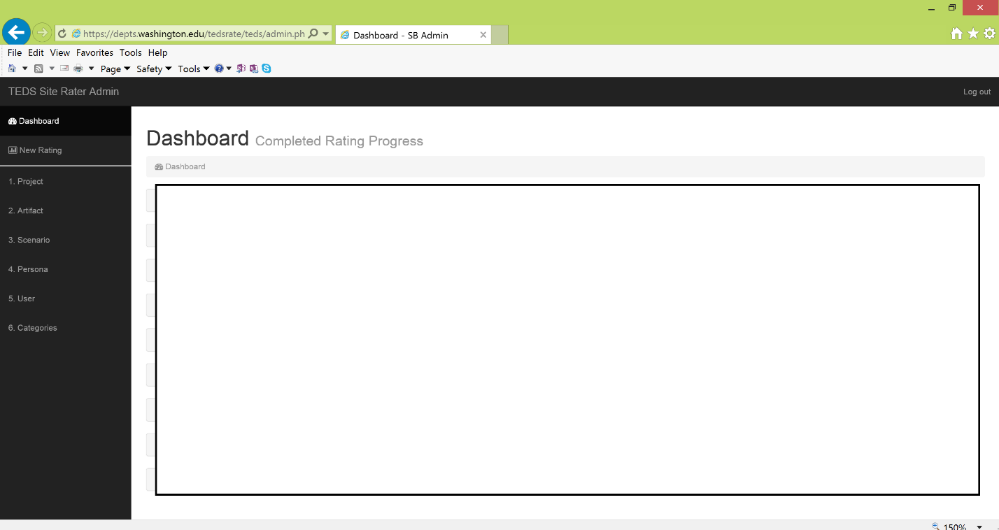 https://depts.washington.edu/tedsrate/teds/admin.ph
Dashboard - SB Admin
File Edit View Favorites Tools Help
Page Safety Tools
TEDS Site Rater Admin
Log out
Dashboard
New Rating
1. Project
2. Artifact
3. Scenario
4. Persona
5. User
6. Categories
Dashboard Completed Rating Progress
Dashboard
150%